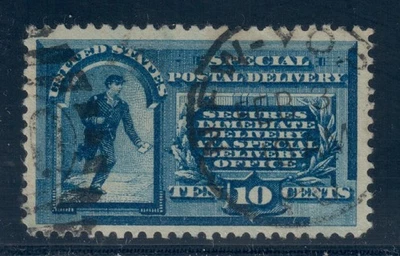 UNITED STATES
SPECIAL
POSTAL DELIVERY
SECURES
IMMEDIATE
DELIVERY
AT A SPECIAL
DELIVERY
OFFICE
TEN 10 CENTS